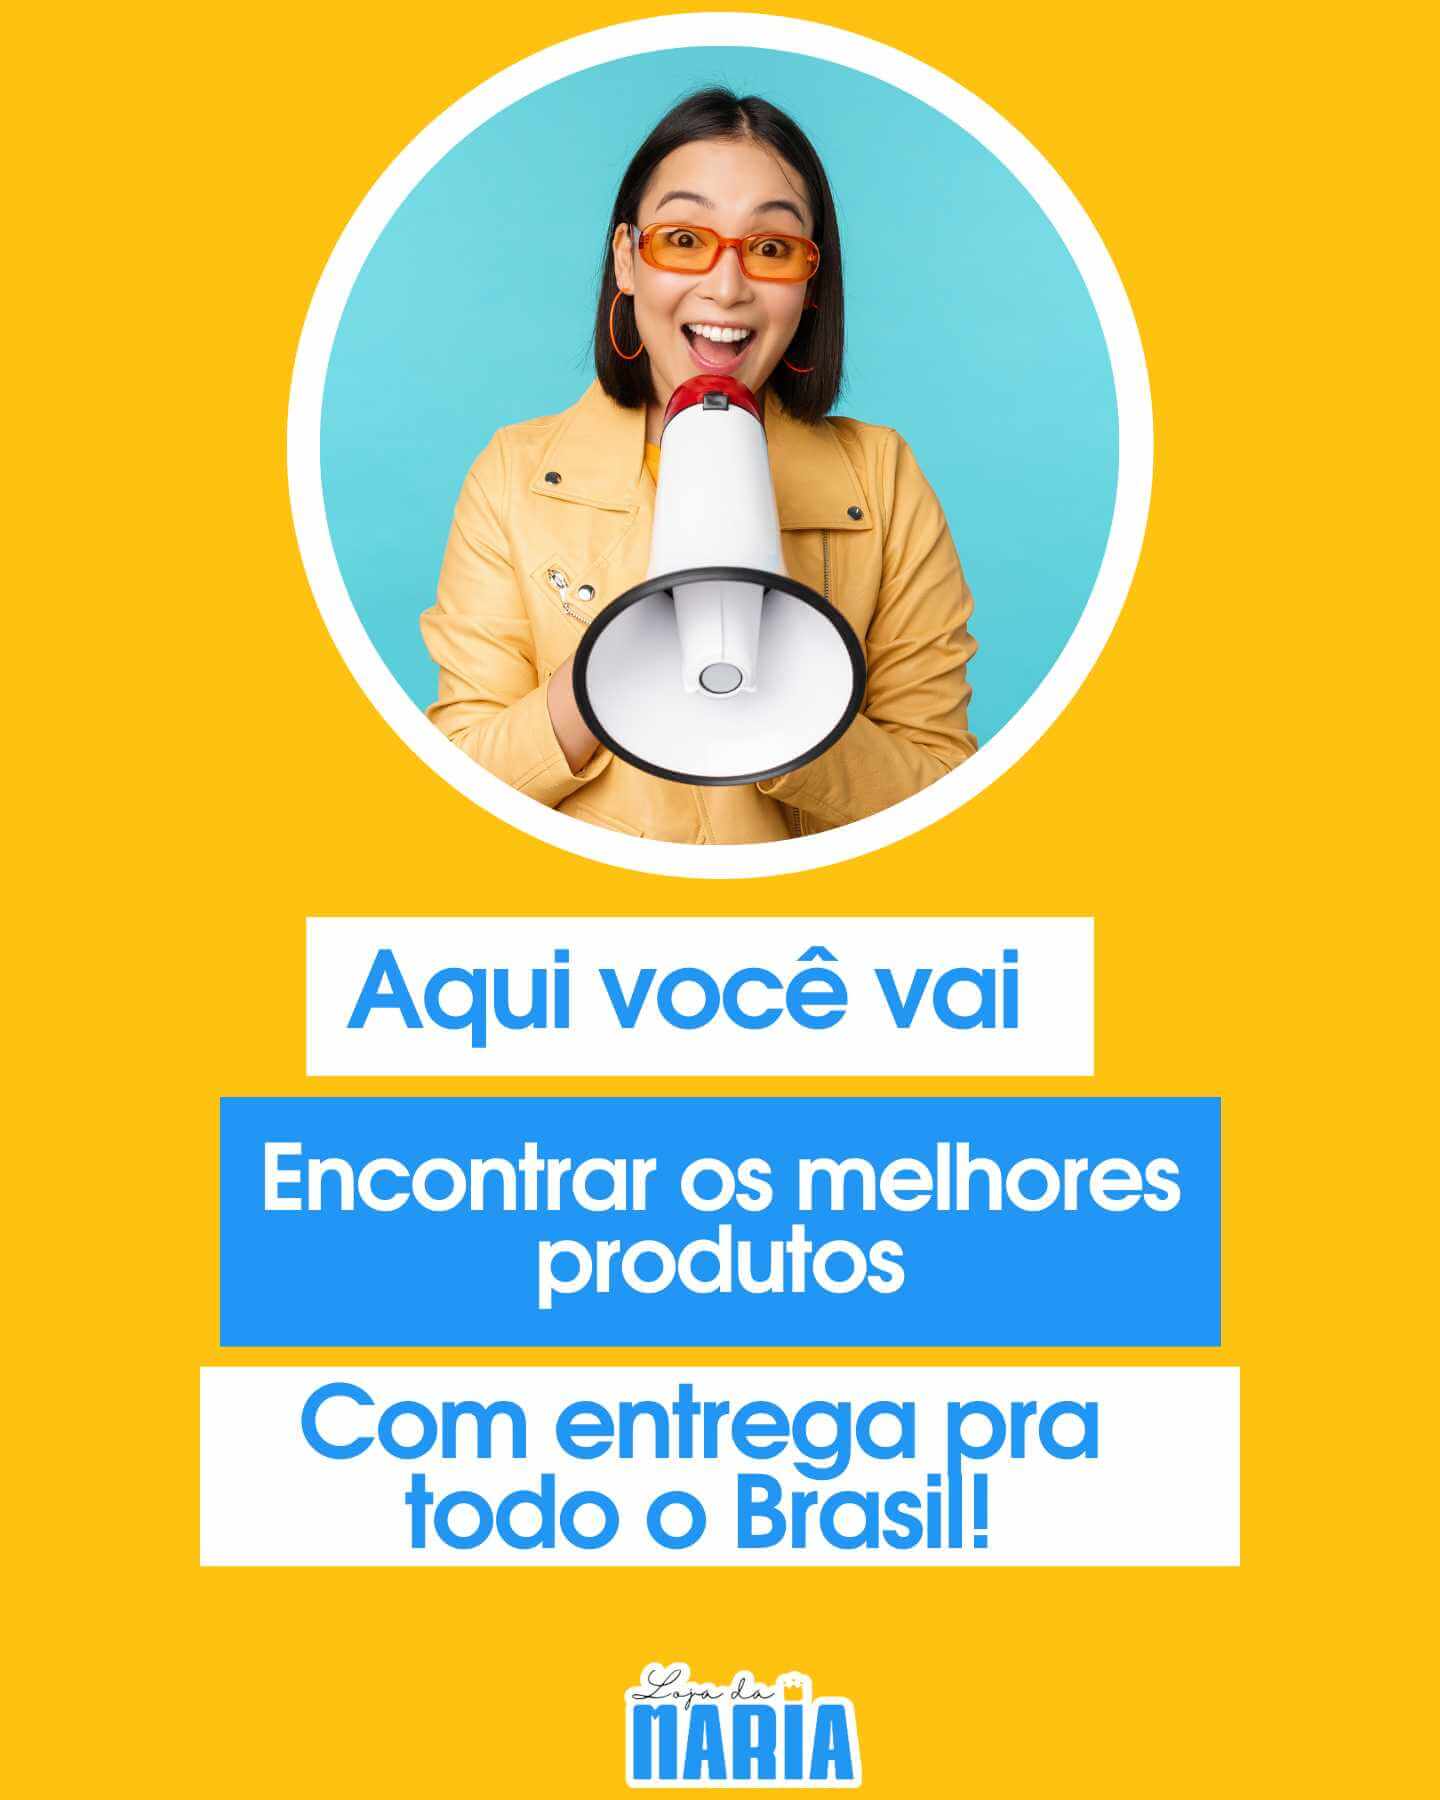 Aqui você vai
Encontrar os melhores
produtos
Com entrega pra
todo o Brasil!
Loja da
MARIA